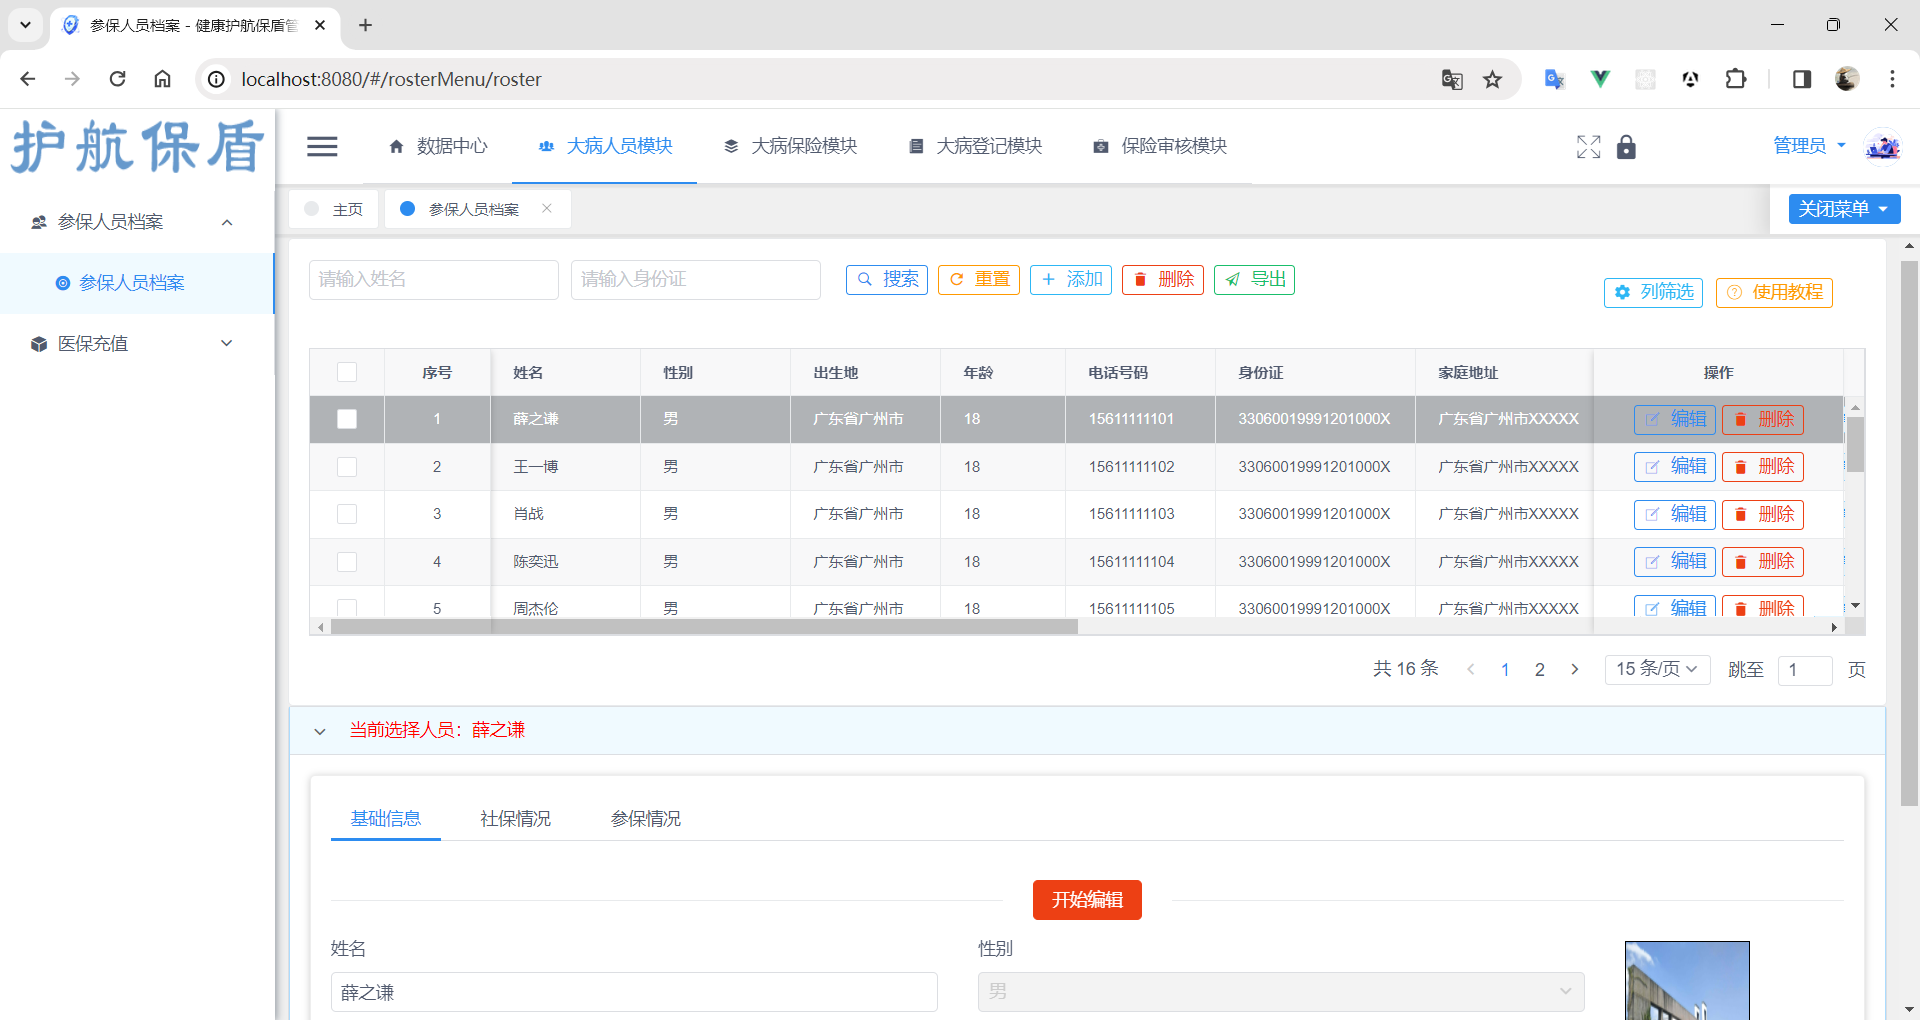 参保人员档案 - 健康护航保盾管
localhost:8080/#/rosterMenu/roster
护航保盾
数据中心 大病人员模块 大病保险模块 大病登记模块 保险审核模块 管理员
参保人员档案
参保人员档案
医保充值
主页 参保人员档案 关闭菜单
请输入姓名 请输入身份证 搜索 重置 添加 删除 导出 列筛选 使用教程
序号 姓名 性别 出生地 年龄 电话号码 身份证 家庭地址 操作
1 薛之谦 男 广东省广州市 18 15611111101 33060019991201000X 广东省广州市XXXXX 编辑 删除
2 王一博 男 广东省广州市 18 15611111102 33060019991201000X 广东省广州市XXXXX 编辑 删除
3 肖战 男 广东省广州市 18 15611111103 33060019991201000X 广东省广州市XXXXX 编辑 删除
4 陈奕迅 男 广东省广州市 18 15611111104 33060019991201000X 广东省广州市XXXXX 编辑 删除
5 周杰伦 男 广东省广州市 18 15611111105 33060019991201000X 广东省广州市XXXXX 编辑 删除
共 16 条 1 2 15 条/页 跳至 1 页
当前选择人员：薛之谦
基础信息 社保情况 参保情况
开始编辑
姓名 性别
薛之谦 男